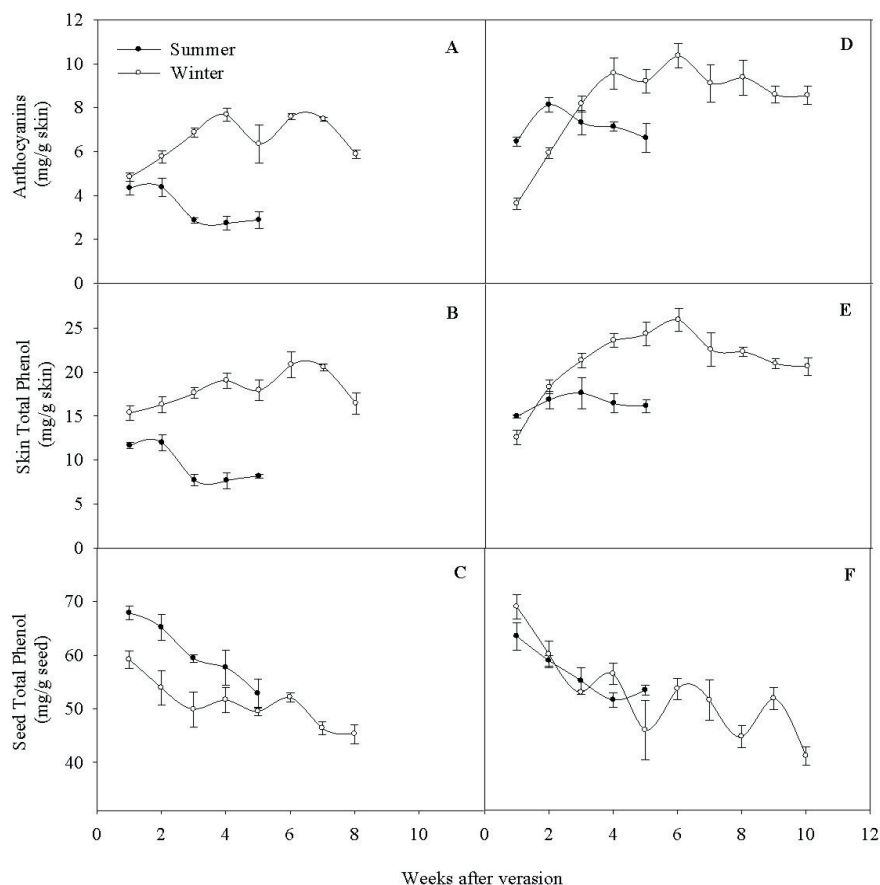 Summer
Winter
A
D
Anthocyanins
(mg/g skin)
12
10
8
6
4
2
0
B
E
Skin Total Phenol
(mg/g skin)
25
20
15
10
5
0
C
F
Seed Total Phenol
(mg/g seed)
70
60
50
40
0 2 4 6 8 10
0 2 4 6 8 10 12
Weeks after verasion